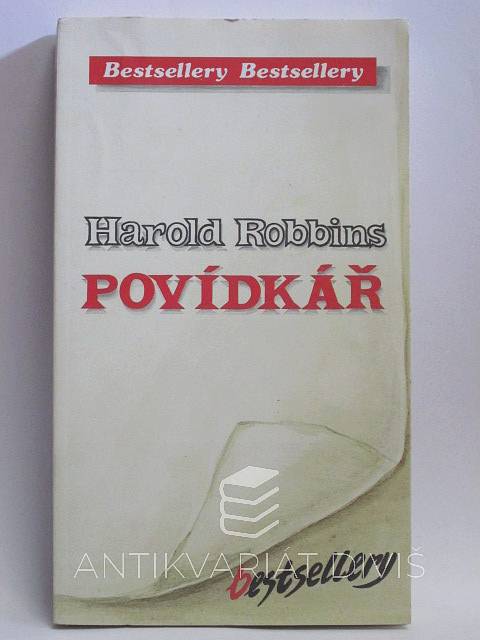 Bestsellery Bestsellery
Harold Robbins
POVÍDKÁŘ
ANTIKVARIÁT
bestsellery